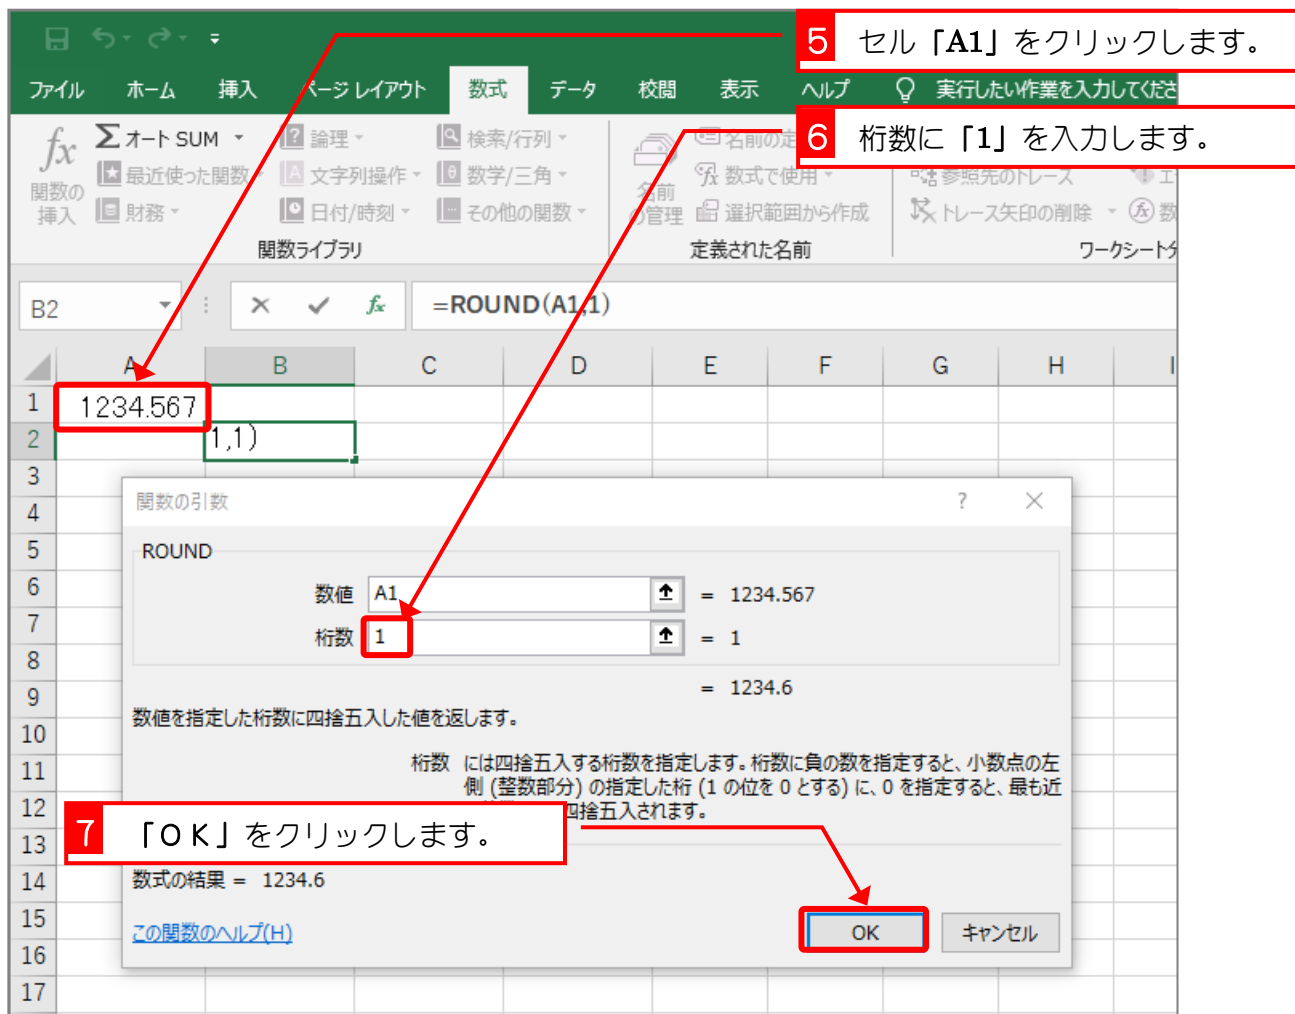 5 セル「A1」をクリックします。
ファイル ホーム 挿入 ページ レイアウト 数式 データ 校閲 表示 ヘルプ 実行したい作業を入力してくださ
6 桁数に「1」を入力します。
fx 関数の挿入
Σ オート SUM
最近使った関数
財務
論理
文字列操作
日付/時刻
検索/行列
数学/三角
その他の関数
関数ライブラリ
名前の管理
名前の定
数式で使用
選択範囲から作成
定義された名前
参照先のトレース
トレース矢印の削除
エ
数
ワークシート分
B2 fx =ROUND(A1,1)
A B C D E F G H I
1 1234.567
2 1,1)
3
4
5
6
7
8
9
10
11
12
13
14
15
16
17
関数の引数 ?
ROUND
数値 A1 = 1234.567
桁数 1 = 1
= 1234.6
数値を指定した桁数に四捨五入した値を返します。
桁数 には四捨五入する桁数を指定します。桁数に負の数を指定すると、小数点の左
側 (整数部分) の指定した桁 (1 の位を 0 とする) に、0 を指定すると、最も近
四捨五入されます。
7 「OK」をクリックします。
数式の結果 = 1234.6
この関数のヘルプ(H)
OK キャンセル